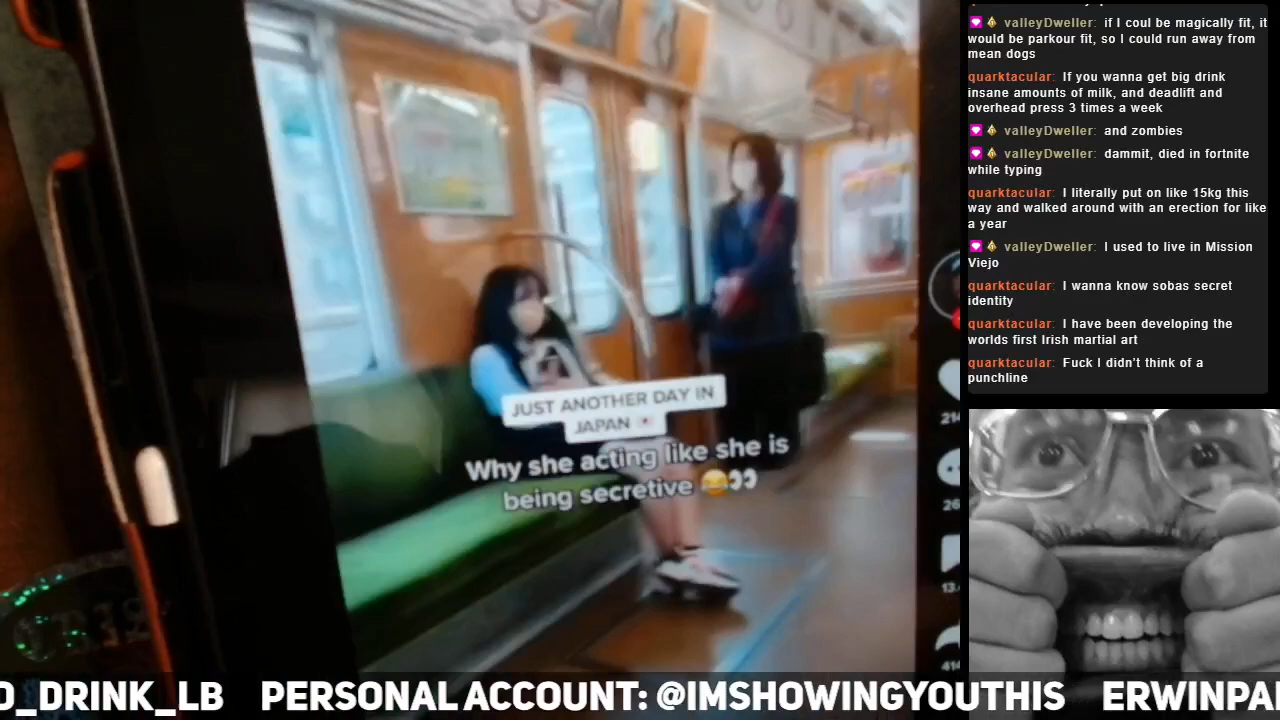 JUST ANOTHER DAY IN
JAPAN
Why she acting like she is
being secretive 😂👀
valleyDweller: if I coul be magically fit, it
would be parkour fit, so I could run away from
mean dogs
quarktacular: If you wanna get big drink
insane amounts of milk, and deadlift and
overhead press 3 times a week
valleyDweller: and zombies
valleyDweller: dammit, died in fortnite
while typing
quarktacular: I literally put on like 15kg this
way and walked around with an erection for like
a year
valleyDweller: I used to live in Mission
Viejo
quarktacular: I wanna know sobas secret
identity
quarktacular: I have been developing the
worlds first Irish martial art
quarktacular: Fuck I didn't think of a
punchline
D_DRINK_LB PERSONAL ACCOUNT: @IMSHOWINGYOUTHIS ERWINPA